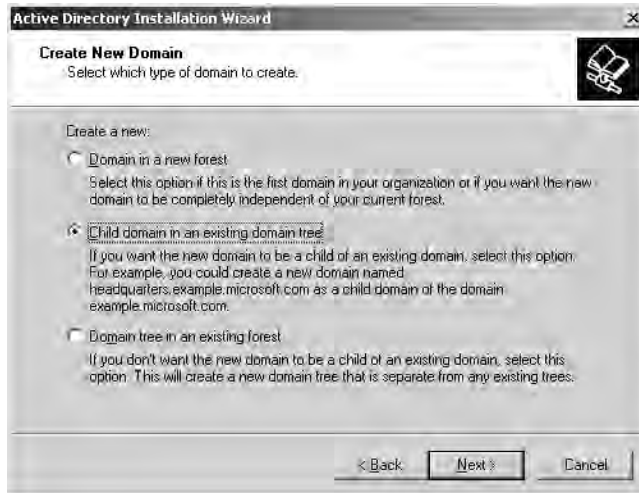 Active Directory Installation Wizard
Create New Domain
Select which type of domain to create.
Create a new:
Domain in a new forest
Select this option if this is the first domain in your organization or if you want the new
domain to be completely independent of your current forest.
Child domain in an existing domain tree
If you want the new domain to be a child of an existing domain, select this option.
For example, you could create a new domain named
headquarters.example.microsoft.com as a child domain of the domain
example.microsoft.com.
Domain tree in an existing forest
If you don't want the new domain to be a child of an existing domain, select this
option. This will create a new domain tree that is separate from any existing trees.
< Back
Next >
Cancel